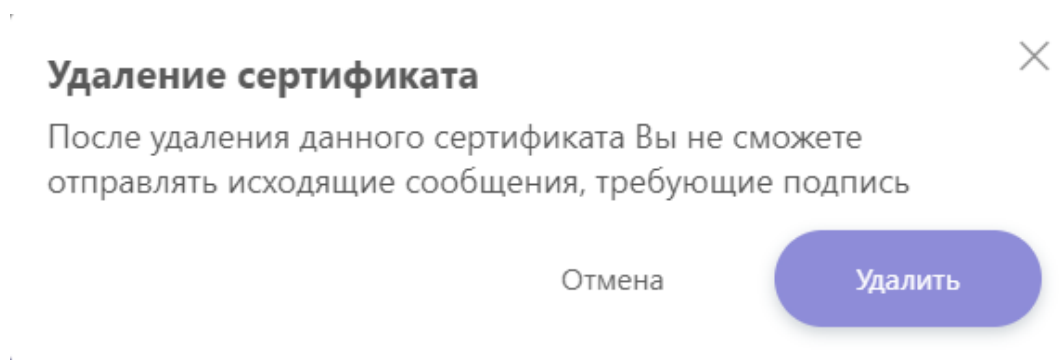 Удаление сертификата
После удаления данного сертификата Вы не сможете
отправлять исходящие сообщения, требующие подпись
Отмена
Удалить